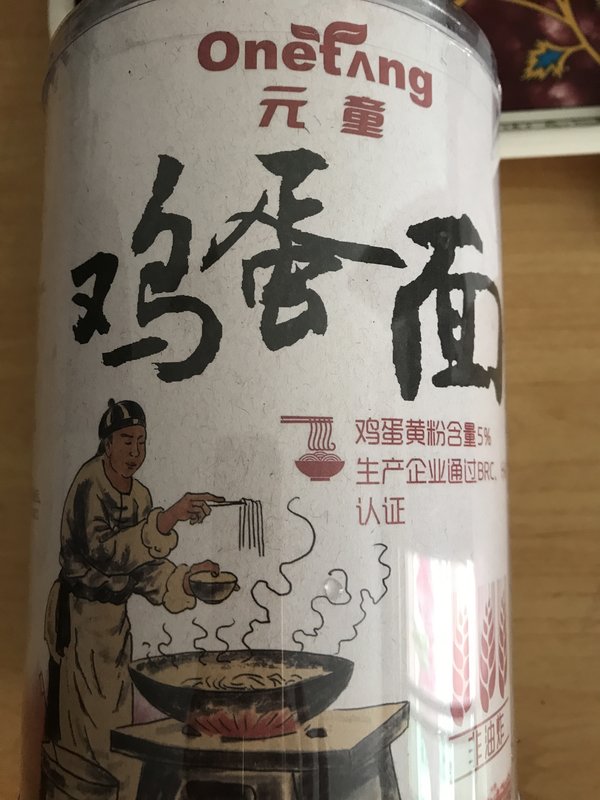 Onetang
元童
鸡蛋面
鸡蛋黄粉含量5%
生产企业通过BRC、
认证
非油炸